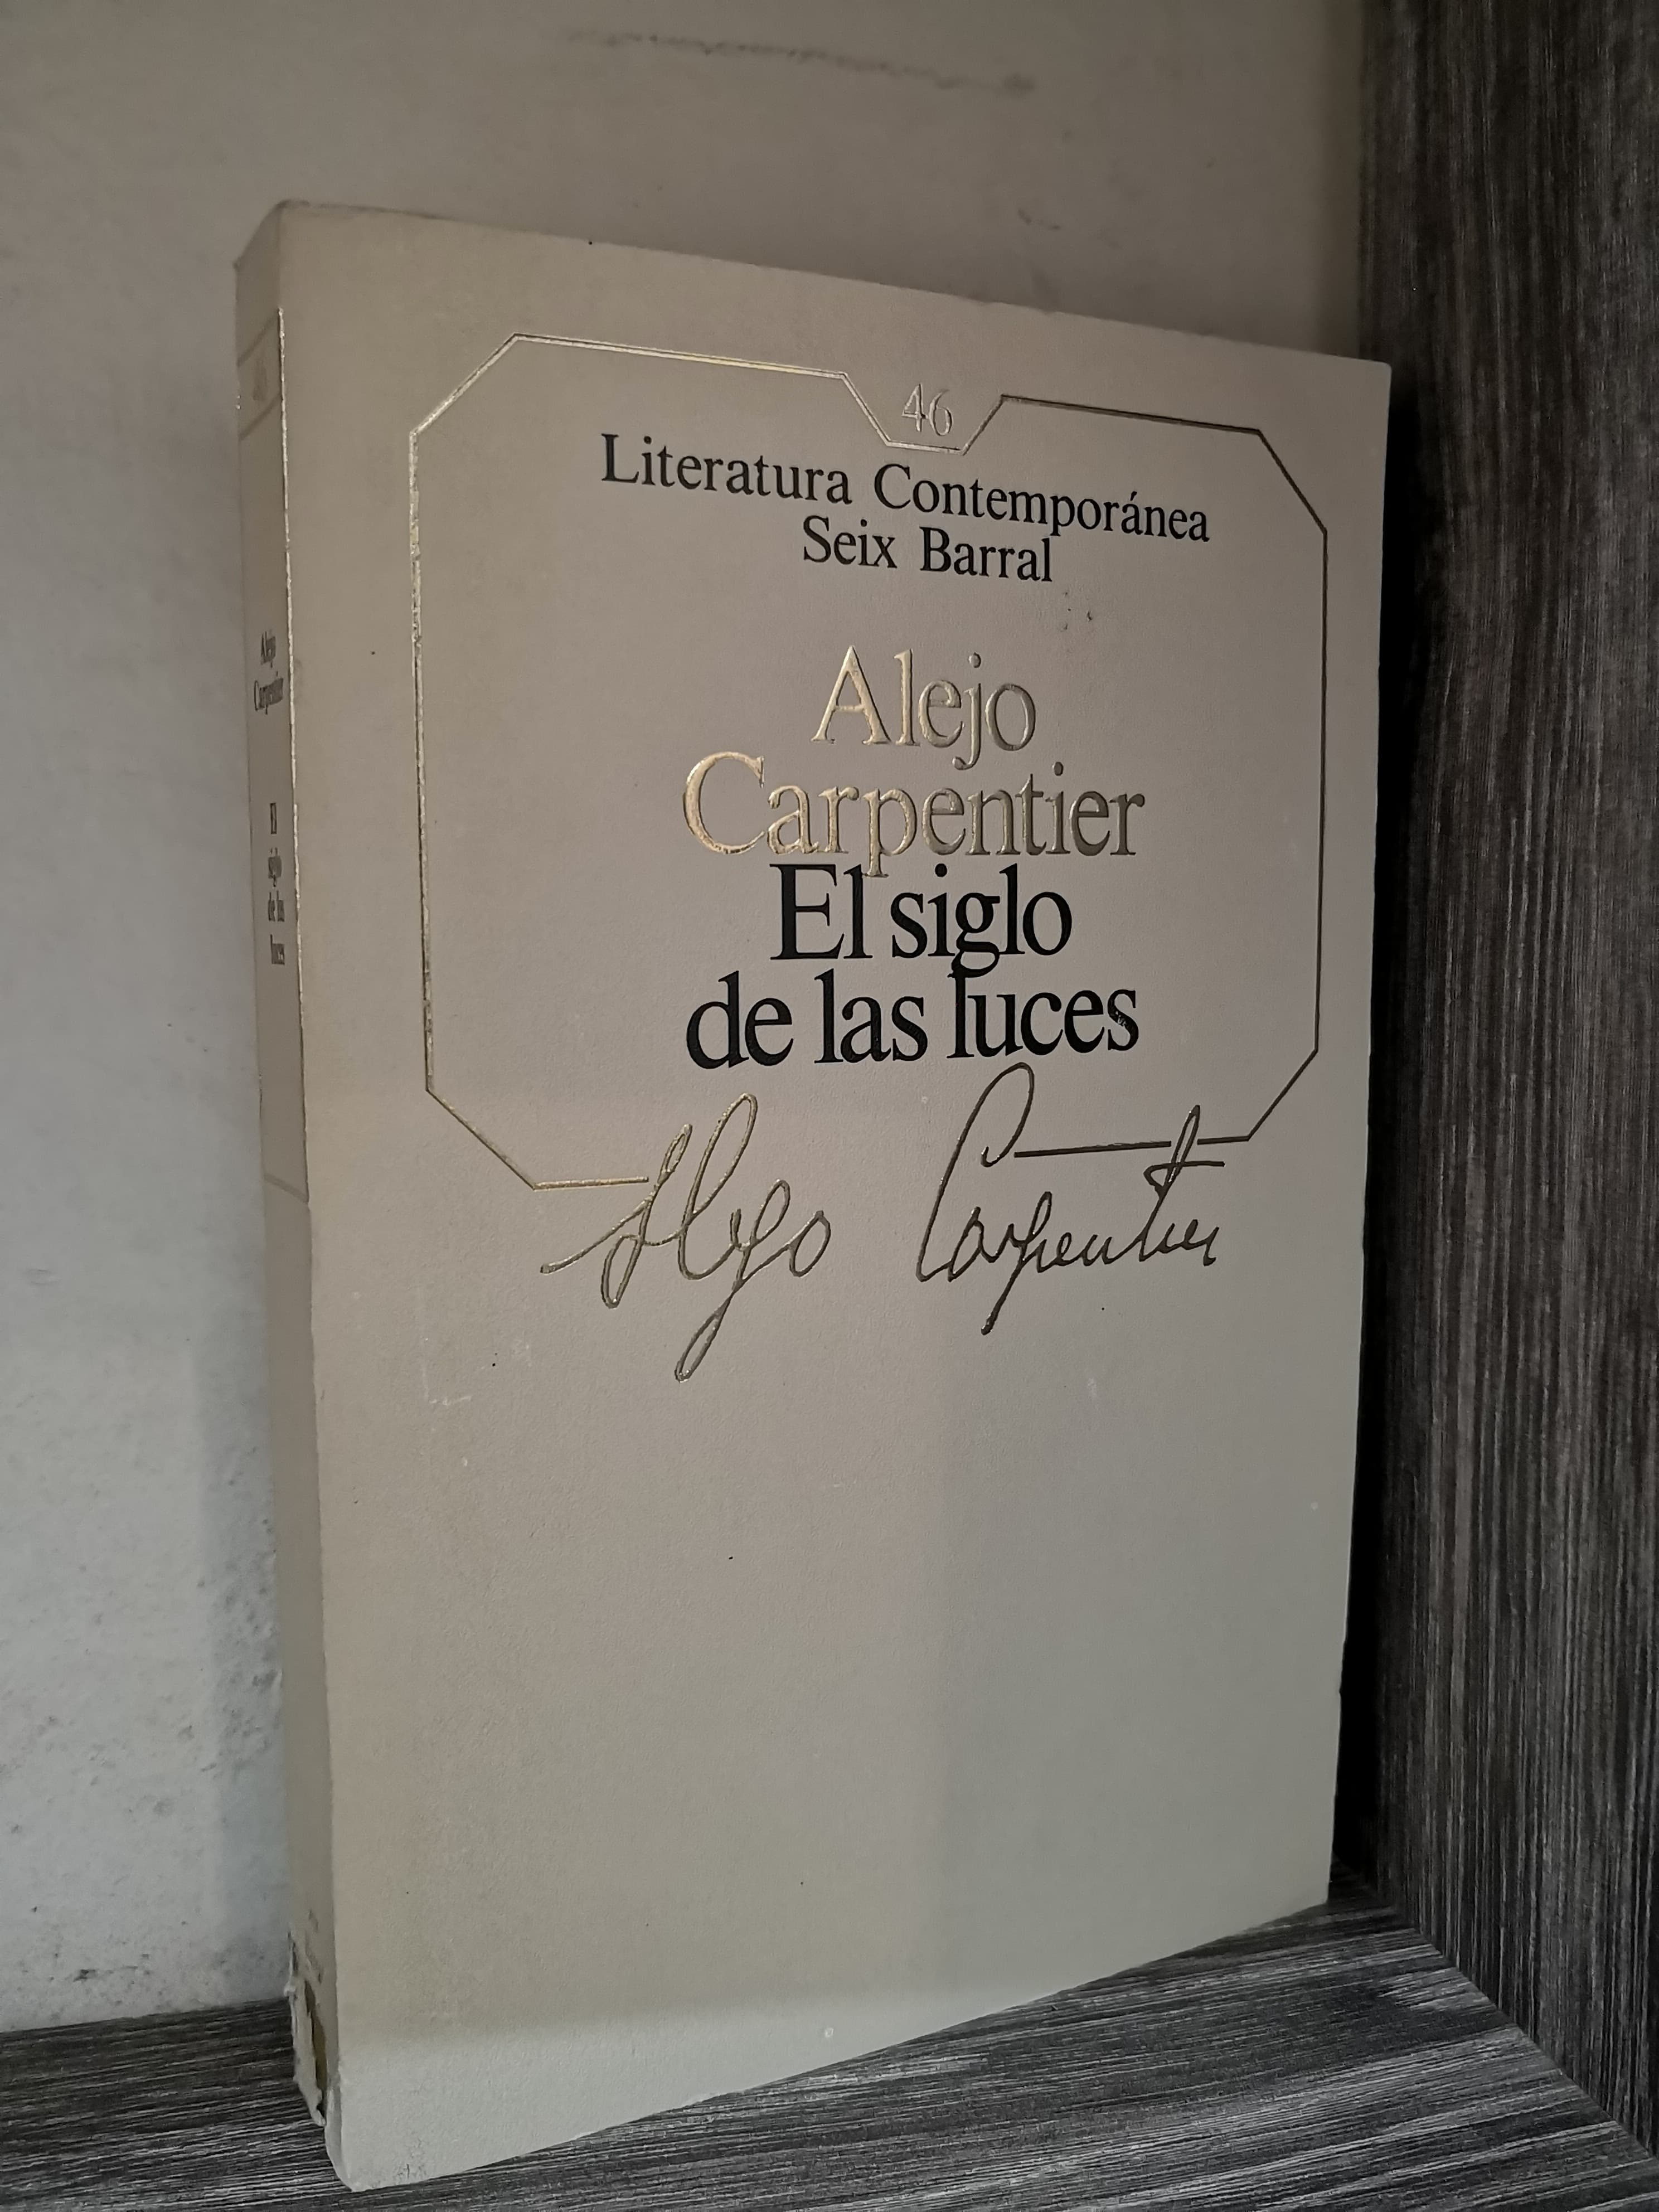 46
Literatura Contemporánea
Seix Barral
Alejo
Carpentier
El siglo
de las luces
Alejo Carpentier
Alejo
Carpentier
El
siglo
de las
luces